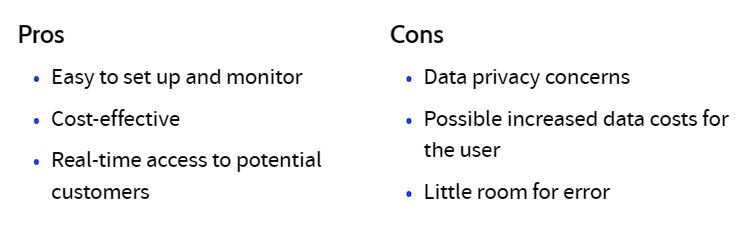 Pros
• Easy to set up and monitor
• Cost-effective
• Real-time access to potential
customers
Cons
• Data privacy concerns
• Possible increased data costs for
the user
• Little room for error